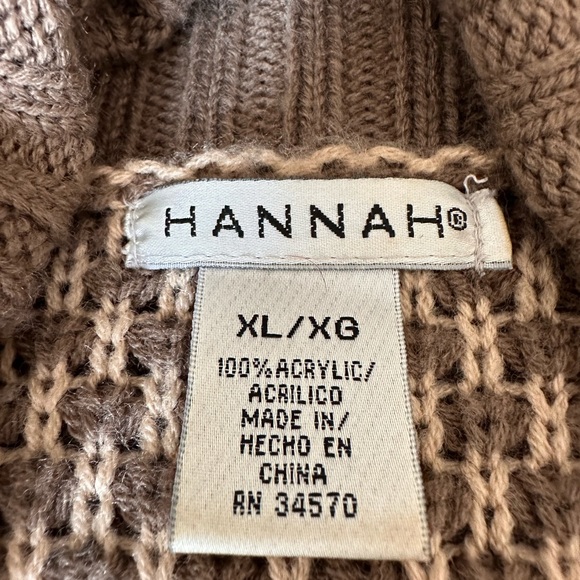 HANNAH®
XL/XG
100% ACRYLIC/
ACRILICO
MADE IN/
HECHO EN
CHINA
RN 34570